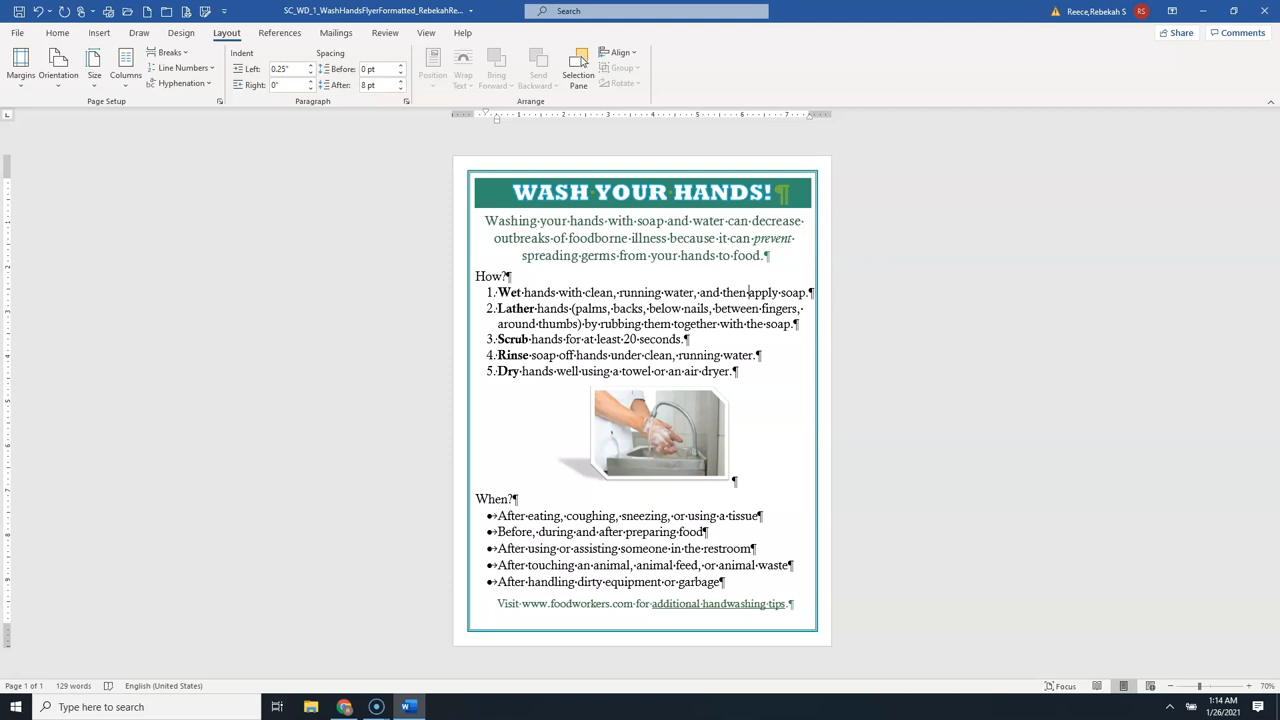 SC_WD_1_WashHandsFlyerFormatted_RebekahRe...
Search
Reece,Rebekah S
RR
RS
File Home Insert Draw Design Layout References Mailings Review View Help
Share
Comments
Margins
Orientation
Size
Columns
Breaks
Line Numbers
Hyphenation
Page Setup
Indent
Left: 0.25"
Right: 0"
Spacing
Before: 0 pt
After: 8 pt
Paragraph
Position
Wrap Text
Bring Forward
Send Backward
Selection Pane
Align
Group
Rotate
Arrange
WASH·YOUR·HANDS!¶
Washing·your·hands·with·soap·and·water·can·decrease·
outbreaks·of·foodborne·illness·because·it·can·prevent·
spreading·germs·from·your·hands·to·food.¶
How?¶
1.·Wet·hands·with·clean,·running·water,·and·then·apply·soap.¶
2.·Lather·hands·(palms,·backs,·below·nails,·between·fingers,·
around·thumbs)·by·rubbing·them·together·with·the·soap.¶
3.·Scrub·hands·for·at·least·20·seconds.¶
4.·Rinse·soap·off·hands·under·clean,·running·water.¶
5.·Dry·hands·well·using·a·towel·or·an·air·dryer.¶
¶
When?¶
•→After·eating,·coughing,·sneezing,·or·using·a·tissue¶
•→Before,·during·and·after·preparing·food¶
•→After·using·or·assisting·someone·in·the·restroom¶
•→After·touching·an·animal,·animal·feed,·or·animal·waste¶
•→After·handling·dirty·equipment·or·garbage¶
Visit·www.foodworkers.com·for·additional·handwashing·tips.¶
Page 1 of 1
129 words
English (United States)
Focus
70%
Type here to search
1:14 AM
1/26/2021